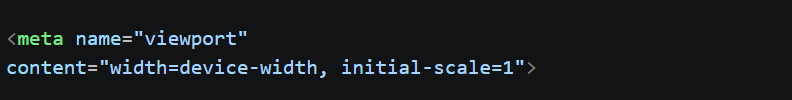 <meta name="viewport"
content="width=device-width, initial-scale=1">